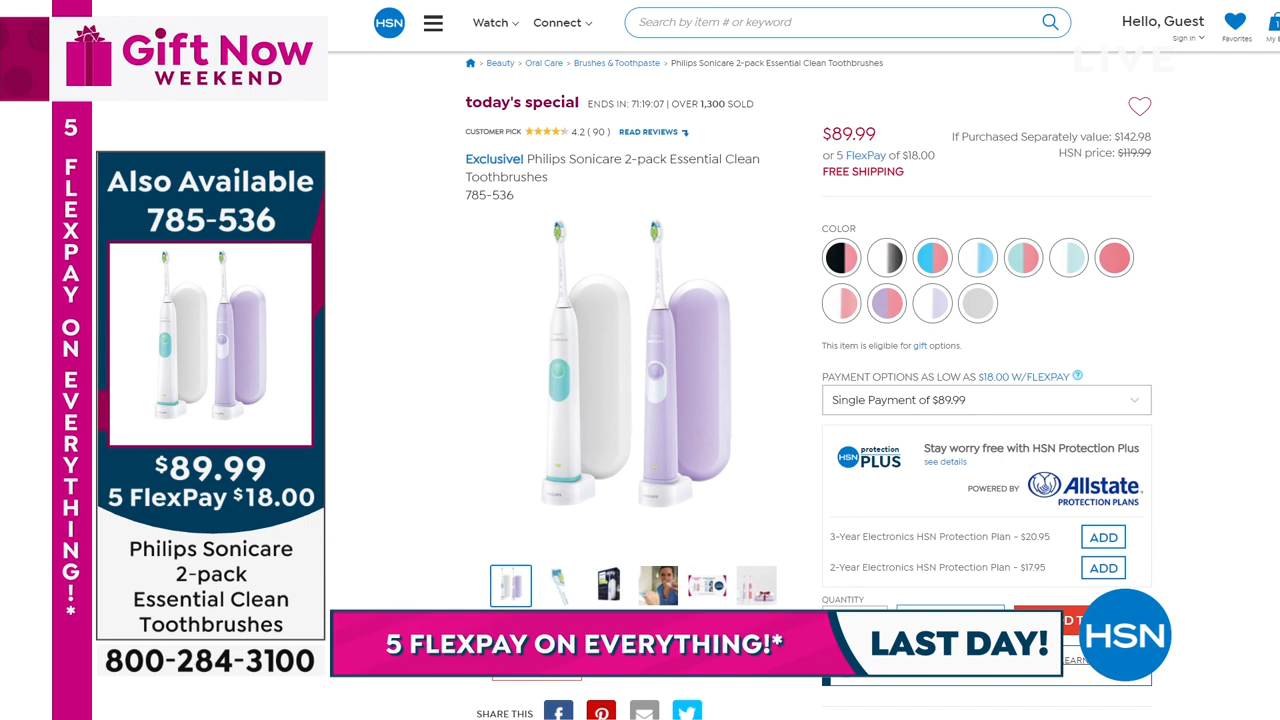 Gift Now
WEEKEND
5 FLEXPAY ON EVERYTHING!*
Also Available
785-536
$89.99
5 FlexPay $18.00
Philips Sonicare
2-pack
Essential Clean
Toothbrushes
800-284-3100
HSN
Watch
Connect
Search by item # or keyword
Hello, Guest
Sign In
Favorites
LIVE
> Beauty > Oral Care > Brushes & Toothpaste > Philips Sonicare 2-pack Essential Clean Toothbrushes
today's special ENDS IN: 71:19:07 | OVER 1,300 SOLD
CUSTOMER PICK 4.2 ( 90 ) READ REVIEWS
Exclusive! Philips Sonicare 2-pack Essential Clean
Toothbrushes
785-536
$89.99
or 5 FlexPay of $18.00
FREE SHIPPING
If Purchased Separately value: $142.98
HSN price: $119.99
COLOR
This item is eligible for gift options.
PAYMENT OPTIONS AS LOW AS $18.00 W/FLEXPAY ?
Single Payment of $89.99
HSN protection PLUS
Stay worry free with HSN Protection Plus
see details
POWERED BY Allstate
PROTECTION PLANS
3-Year Electronics HSN Protection Plan - $20.95 ADD
2-Year Electronics HSN Protection Plan - $17.95 ADD
QUANTITY
5 FLEXPAY ON EVERYTHING!*
LAST DAY!
HSN
SHARE THIS